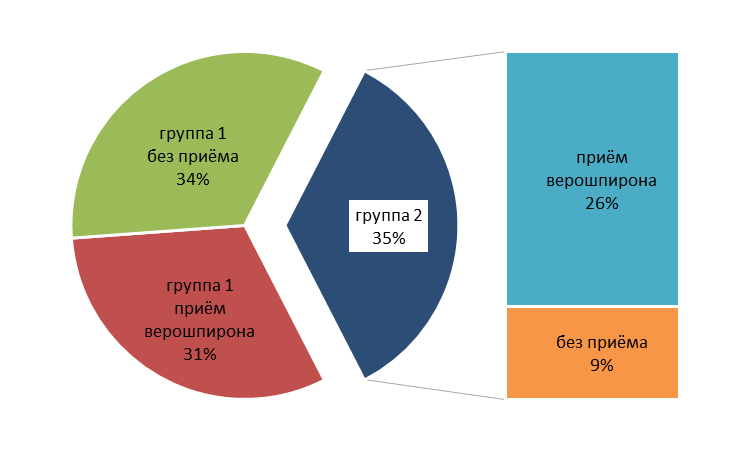 группа 1
без приёма
34%
группа 1
приём
верошпирона
31%
группа 2
35%
приём
верошпирона
26%
без приёма
9%